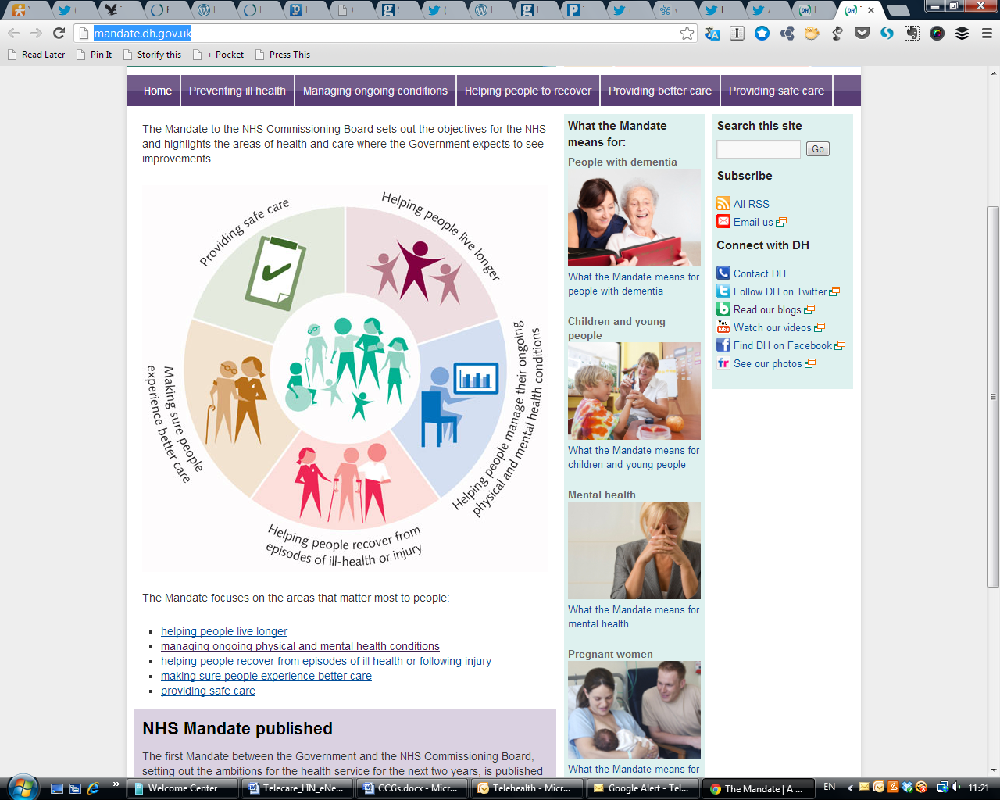 mandate.dh.gov.uk
Read Later
Pin It
Storify this
+ Pocket
Press This
Home
Preventing ill health
Managing ongoing conditions
Helping people to recover
Providing better care
Providing safe care
The Mandate to the NHS Commissioning Board sets out the objectives for the NHS
and highlights the areas of health and care where the Government expects to see
improvements.
Providing safe care
Helping people live longer
Helping people manage their ongoing
physical and mental health conditions
Helping people recover from
episodes of ill-health or injury
Making sure people
experience better care
The Mandate focuses on the areas that matter most to people:
helping people live longer
managing ongoing physical and mental health conditions
helping people recover from episodes of ill health or following injury
making sure people experience better care
providing safe care
NHS Mandate published
The first Mandate between the Government and the NHS Commissioning Board,
setting out the ambitions for the health service for the next two years, is published
What the Mandate
means for:
People with dementia
What the Mandate means for
people with dementia
Children and young
people
What the Mandate means for
children and young people
Mental health
What the Mandate means for
mental health
Pregnant women
What the Mandate means for
Search this site
Go
Subscribe
All RSS
Email us
Connect with DH
Contact DH
Follow DH on Twitter
Read our blogs
Watch our videos
Find DH on Facebook
See our photos
Welcome Center
Telecare_LIN_eNe...
CCGs.docx - Micr...
Telehealth - Micr...
Google Alert - Tel...
The Mandate | A ...
EN
11:21